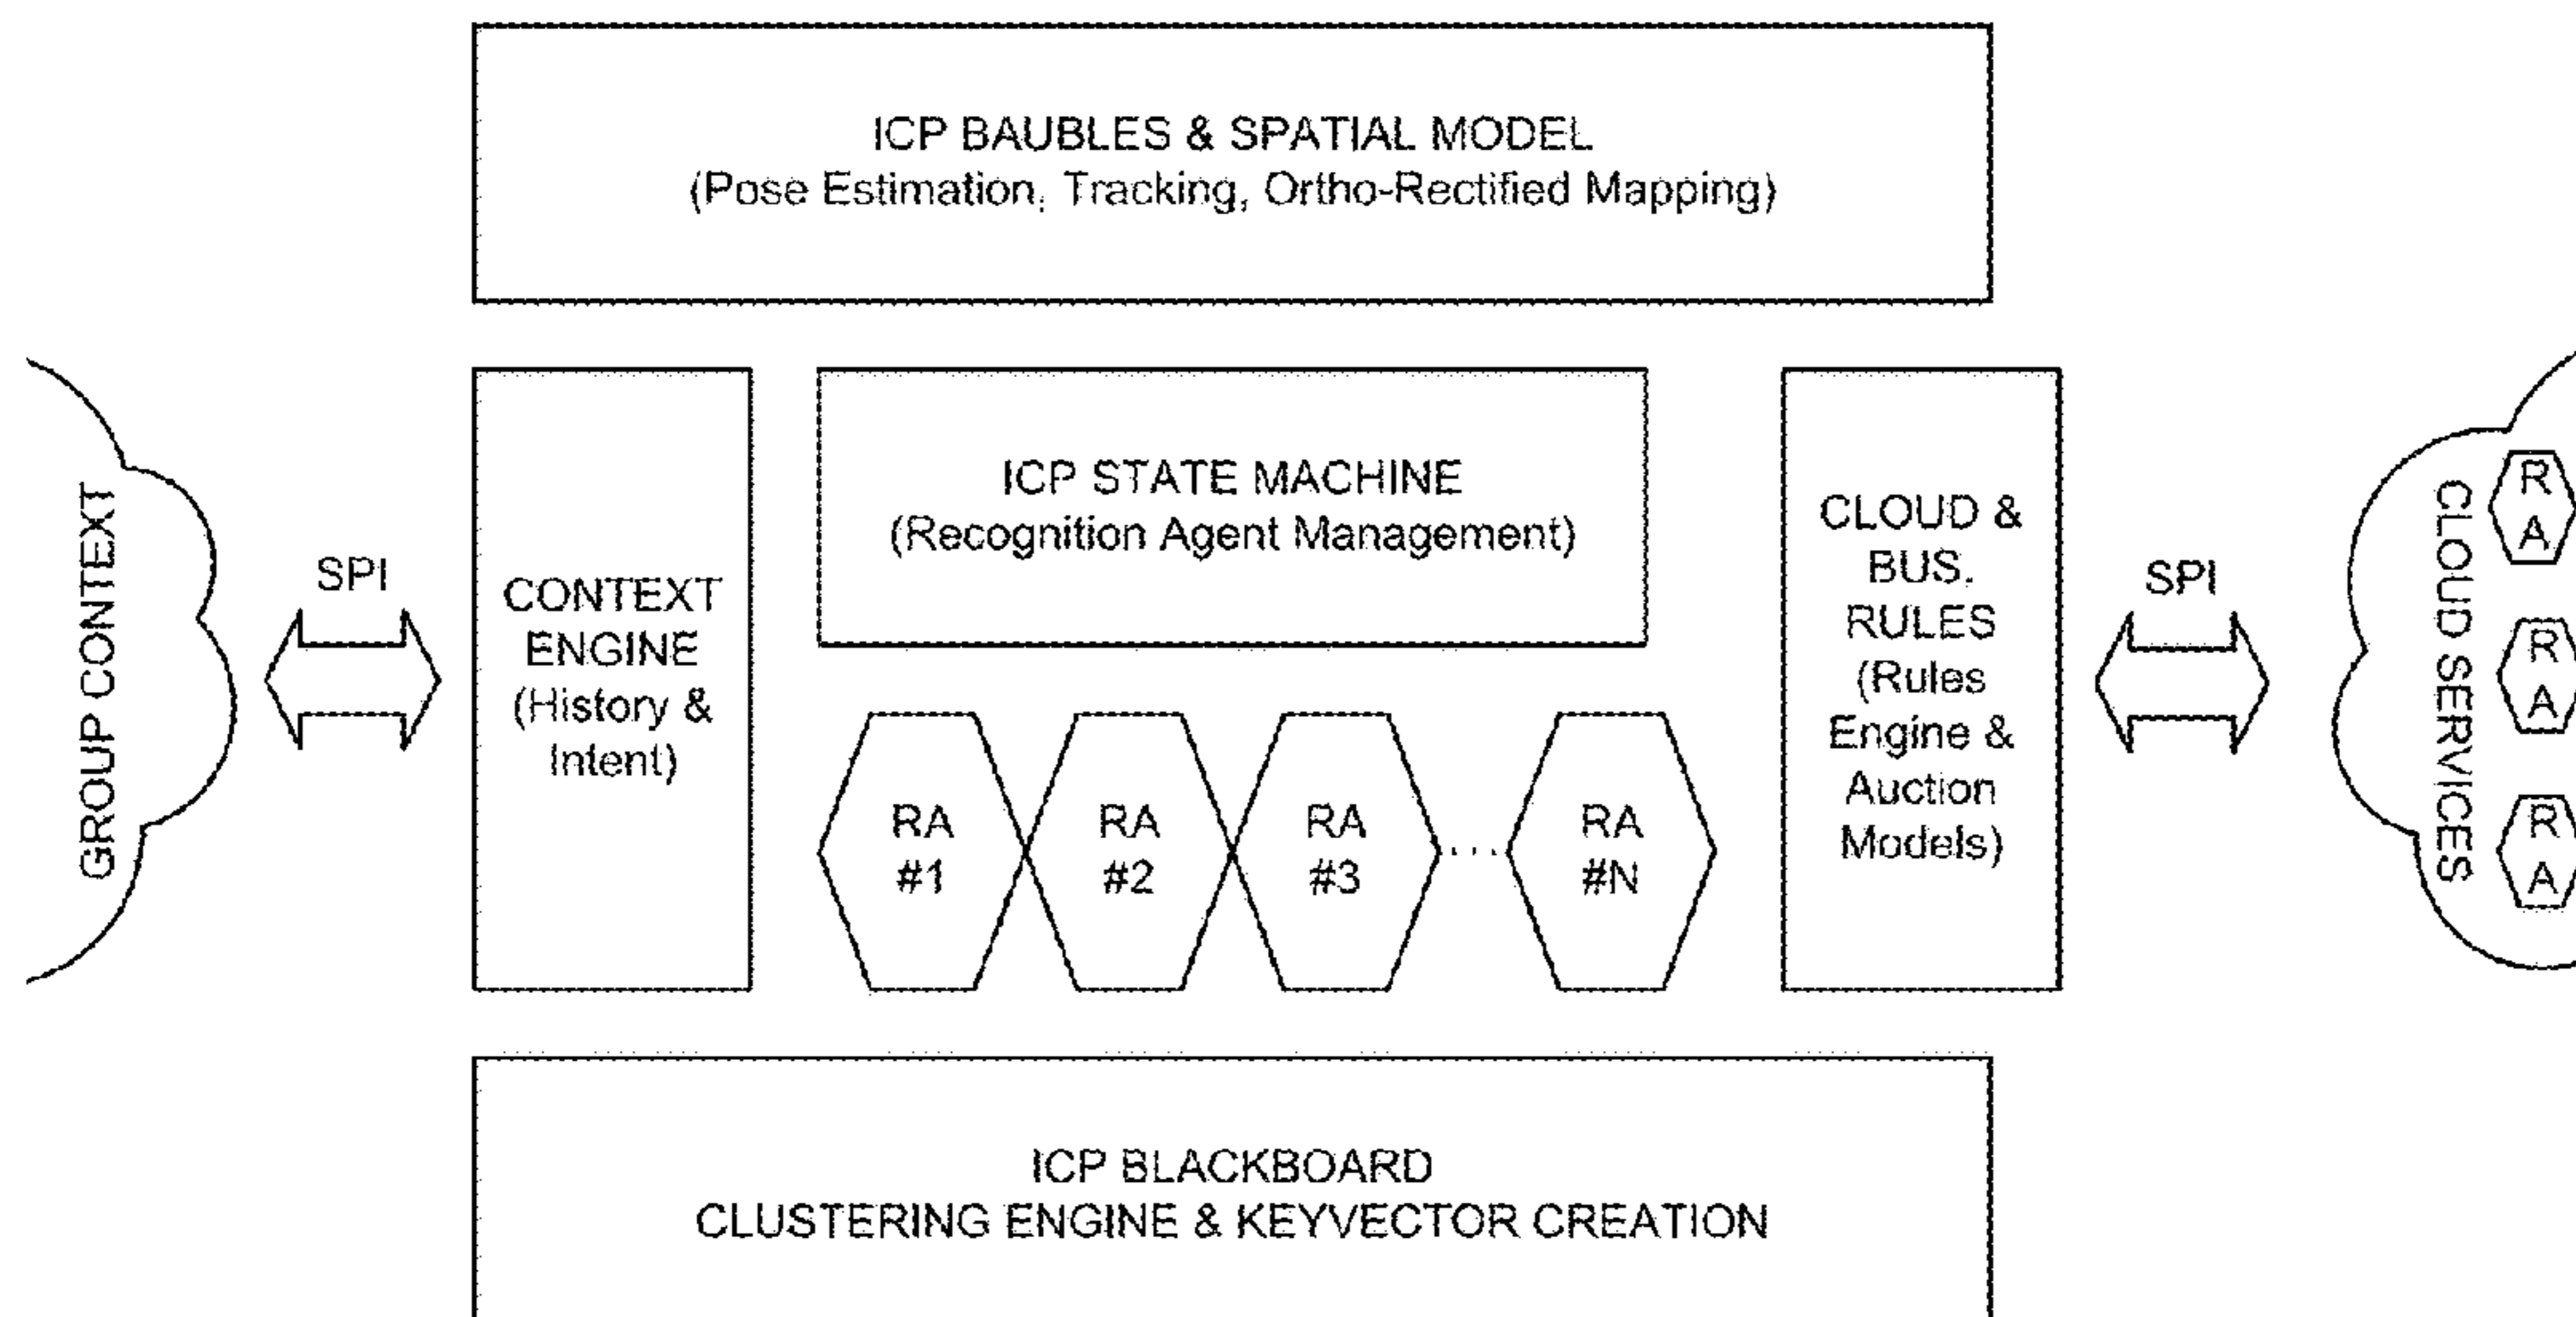 ICP BAUBLES & SPATIAL MODEL
(Pose Estimation, Tracking, Ortho-Rectified Mapping)
GROUP CONTEXT
SPI
CONTEXT
ENGINE
(History &
Intent)
ICP STATE MACHINE
(Recognition Agent Management)
RA
#1
RA
#2
RA
#3
RA
#N
CLOUD &
BUS.
RULES
(Rules
Engine &
Auction
Models)
SPI
CLOUD SERVICES
R
A
R
A
R
A
ICP BLACKBOARD
CLUSTERING ENGINE & KEYVECTOR CREATION